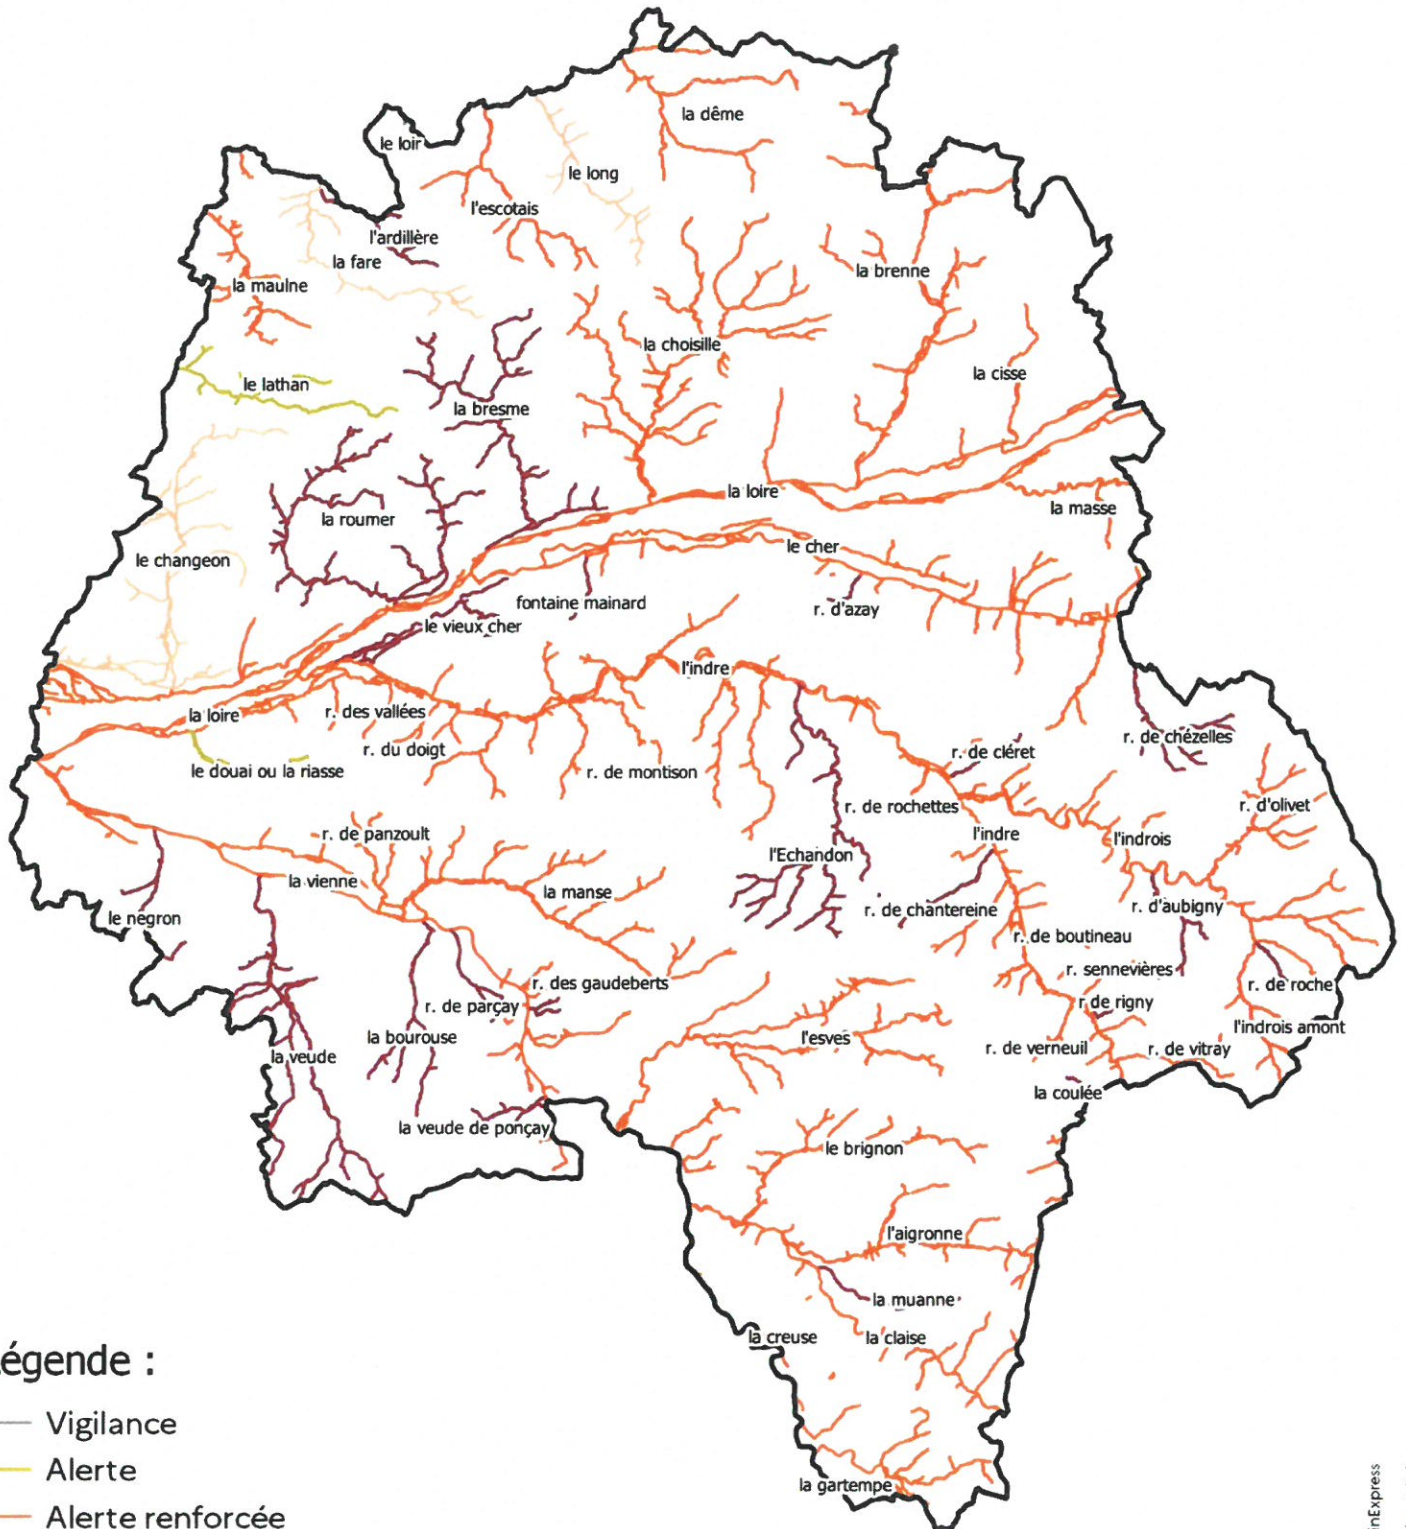 la dême
le loir
le long
l'escotais
l'ardillère
la fare
la brenne
la maulne
la choisille
la cisse
le lathan
la bresme
la loire
la masse
la roumer
le cher
le changeon
fontaine mainard
r. d'azay
le vieux cher
l'indre
la loire
r. des vallées
r. de chézelles
r. du doigt
r. de cléret
le douai ou la riasse
r. de montison
r. de rochettes
r. d'olivet
r. de panzoult
l'indre
l'indrois
l'Echandon
la vienne
la manse
r. de chantereine
r. d'aubigny
le négron
r. de boutineau
r. sennevières
r. des gaudeberts
r. de roche
r. de parçay
r de rigny
l'indrois amont
la bourouse
l'esves
r. de verneuil
r. de vitray
la veude
la coulée
la veude de ponçay
le brignon
l'aigronne
la muanne
la creuse
la claise
égende :
Vigilance
Alerte
Alerte renforcée
la gartempe
inExpress